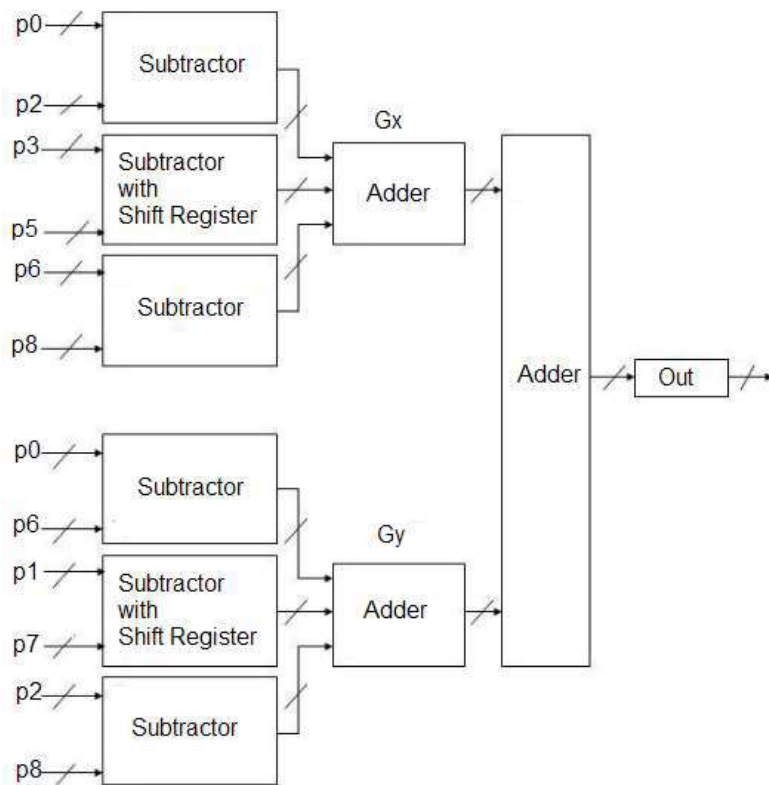 p0
Subtractor
p2
Gx
p3
Subtractor
with
Shift Register
Adder
p5
p6
Subtractor
p8
Adder
Out
p0
Subtractor
p6
Gy
p1
Subtractor
with
Shift Register
Adder
p7
p2
Subtractor
p8